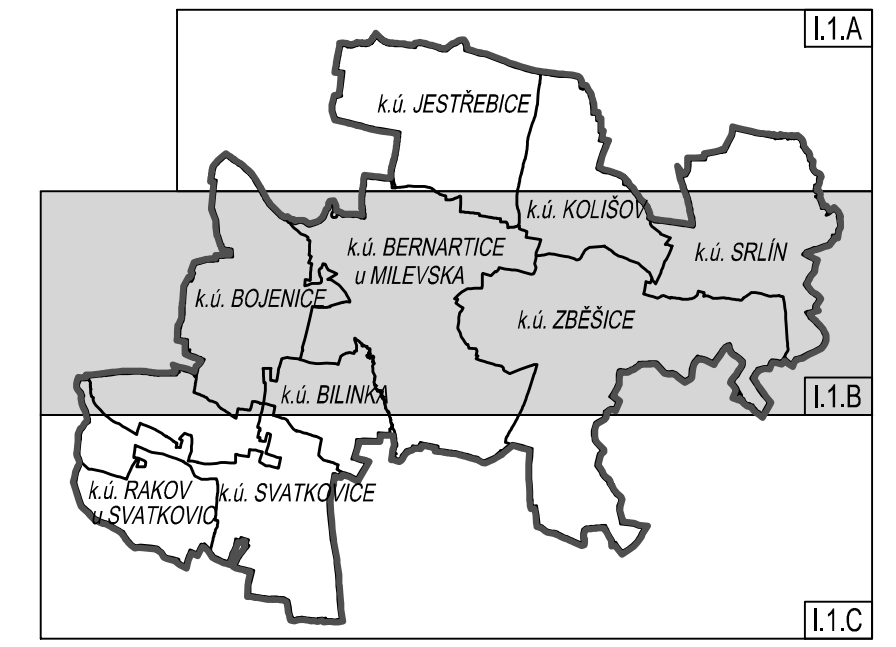 I.1.A
k.ú. JESTŘEBICE
k.ú. KOLIŠOV
k.ú. BERNARTICE
u MILEVSKA
k.ú. SRLÍN
k.ú. BOJENICE
k.ú. ZBĚŠICE
k.ú. BILINKA
I.1.B
k.ú. RAKOV
u SVATKOVIC
k.ú. SVATKOVICE
I.1.C